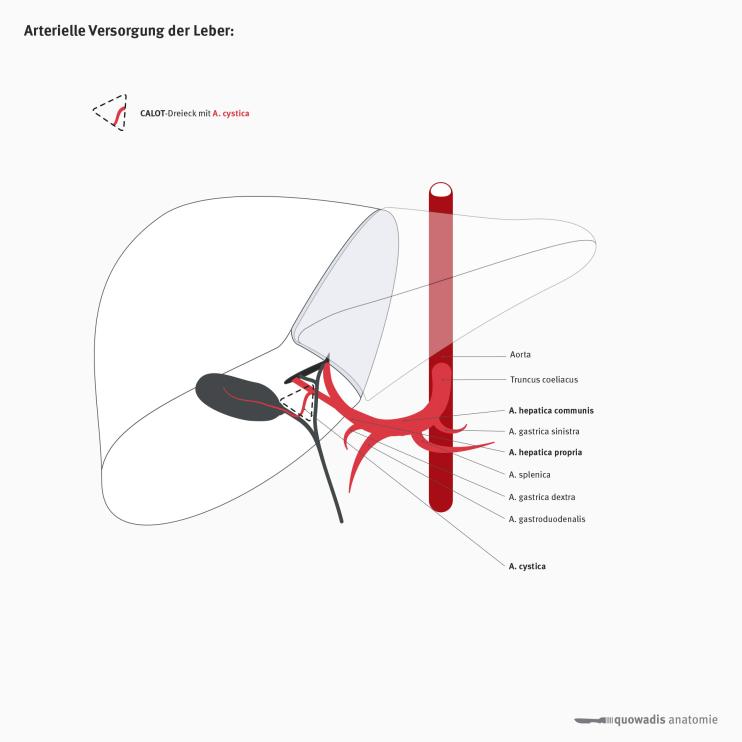 Arterielle Versorgung der Leber:
CALOT-Dreieck mit A. cystica
Aorta
Truncus coeliacus
A. hepatica communis
A. gastrica sinistra
A. hepatica propria
A. splenica
A. gastrica dextra
A. gastroduodenalis
A. cystica
quowadis anatomie